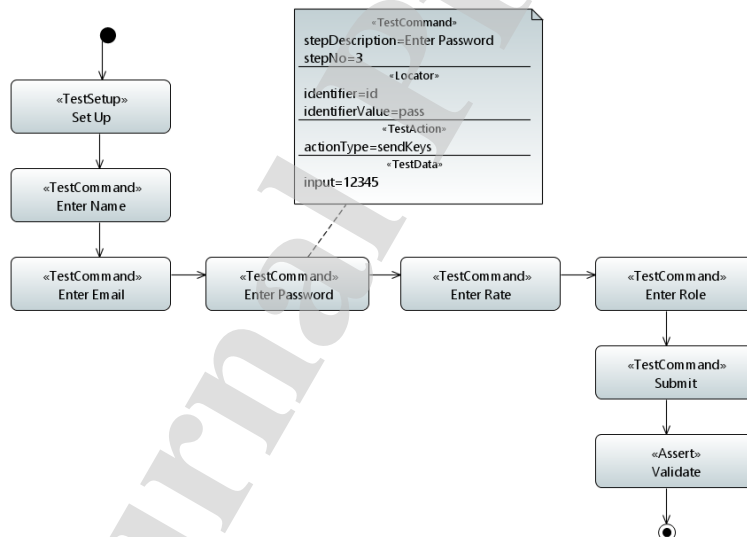 «TestCommand»
stepDescription=Enter Password
stepNo=3
«Locator»
identifier=id
identifierValue=pass
«TestAction»
actionType=sendKeys
«TestData»
input=12345
«TestSetup»
Set Up
«TestCommand»
Enter Name
«TestCommand»
Enter Email
«TestCommand»
Enter Password
«TestCommand»
Enter Rate
«TestCommand»
Enter Role
«TestCommand»
Submit
«Assert»
Validate